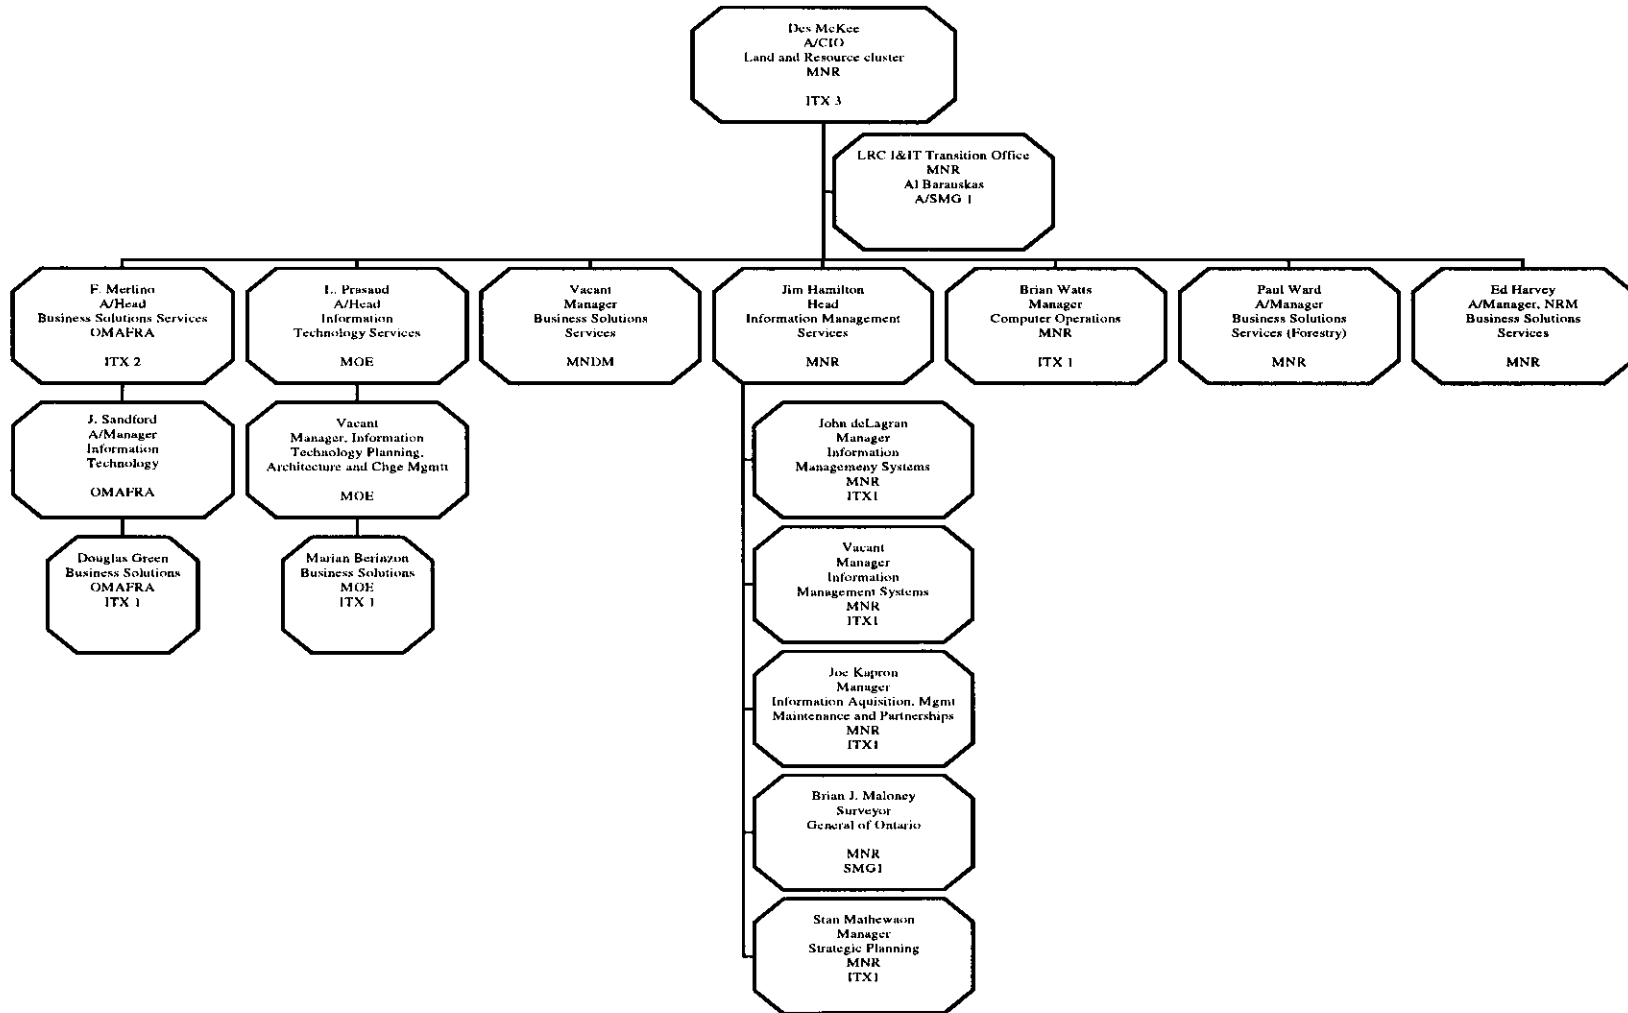 Des McKee
A/CIO
Land and Resource cluster
MNR
ITX 3
LRC I&IT Transition Office
MNR
Al Barauskas
A/SMG 1
F. Merlino
A/Head
Business Solutions Services
OMAFRA
ITX 2
L. Prasaud
A/Head
Information
Technology Services
MOE
Vacant
Manager
Business Solutions
Services
MNDM
Jim Hamilton
Head
Information Management
Services
MNR
Brian Watts
Manager
Computer Operations
MNR
ITX 1
Paul Ward
A/Manager
Business Solutions
Services (Forestry)
MNR
Ed Harvey
A/Manager, NRM
Business Solutions
Services
MNR
J. Sandford
A/Manager
Information
Technology
OMAFRA
Vacant
Manager, Information
Technology Planning,
Architecture and Chge Mgmtt
MOE
Douglas Green
Business Solutions
OMAFRA
ITX 1
Marian Berinzon
Business Solutions
MOE
ITX 1
John deLagran
Manager
Information
Managemeny Systems
MNR
ITX1
Vacant
Manager
Information
Management Systems
MNR
ITX1
Joe Kapron
Manager
Information Aquisition, Mgmt
Maintenance and Partnerships
MNR
ITX1
Brian J. Maloney
Surveyor
General of Ontario
MNR
SMG1
Stan Mathewson
Manager
Strategic Planning
MNR
ITX1